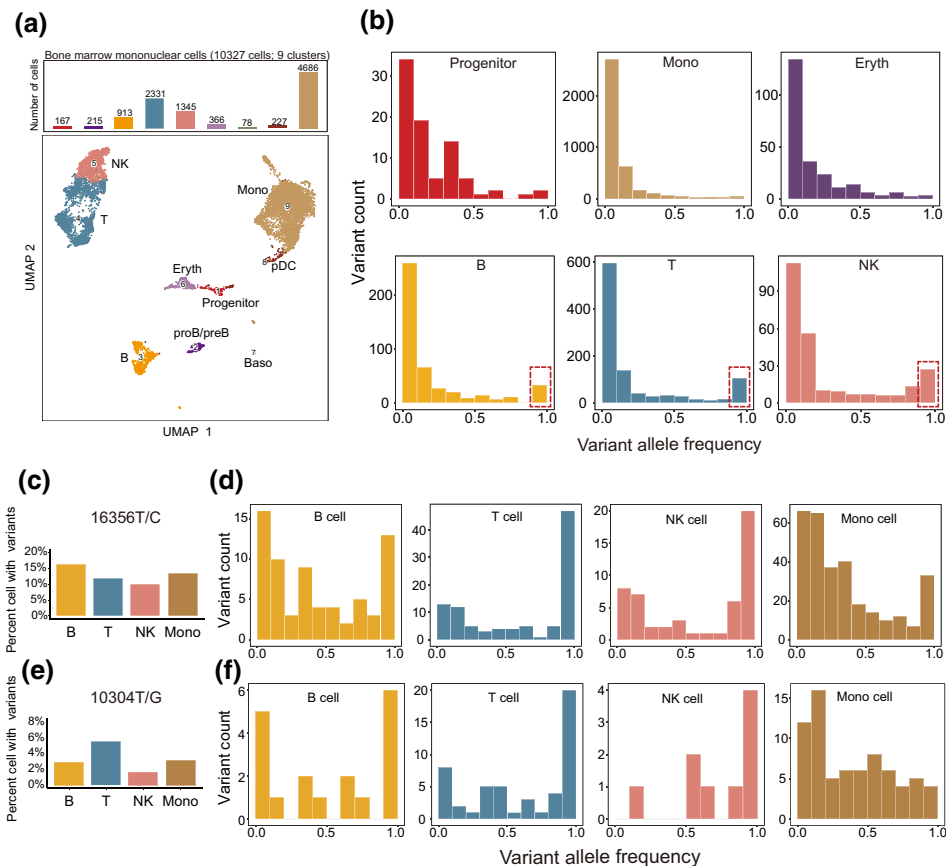 (a)
Bone marrow mononuclear cells (10327 cells; 9 clusters)
Number of cells
167 215 913 2331 1345 366 78 227 4686
NK
5
T
4
Mono
9
8
pDC
Eryth
6
Progenitor
1
proB/preB
2
B
3
7
Baso
UMAP 2
UMAP 1
(b)
Variant count
Progenitor
30
20
10
0
0.0 0.5 1.0
Mono
2000
1000
0
0.0 0.5 1.0
Eryth
100
50
0
0.0 0.5 1.0
B
200
100
0
0.0 0.5 1.0
T
600
400
200
0
0.0 0.5 1.0
NK
90
60
30
0
0.0 0.5 1.0
Variant allele frequency
(c)
16356T/C
Percent cell with variants
20%
15%
10%
5%
0%
B T NK Mono
(d)
Variant count
B cell
15
10
5
0
0.0 0.5 1.0
T cell
40
20
0
0.0 0.5 1.0
NK cell
20
15
10
5
0
0.0 0.5 1.0
Mono cell
60
40
20
0
0.0 0.5 1.0
(e)
10304T/G
Percent cell with variants
8%
6%
4%
2%
0%
B T NK Mono
(f)
Variant count
B cell
6
4
2
0
0.0 0.5 1.0
T cell
20
15
10
5
0
0.0 0.5 1.0
NK cell
4
3
2
1
0
0.0 0.5 1.0
Mono cell
15
10
5
0
0.0 0.5 1.0
Variant allele frequency